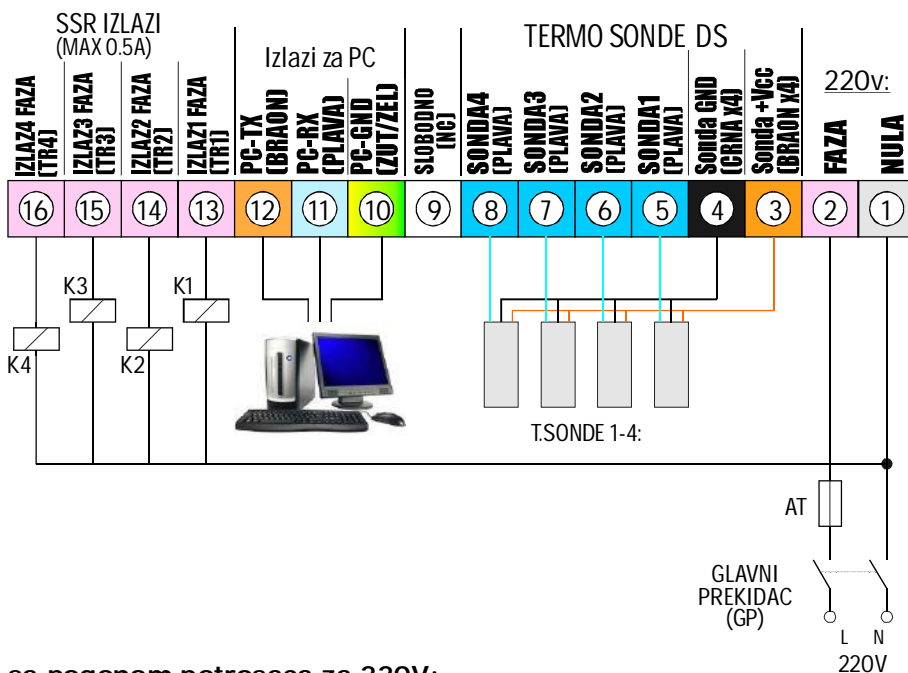 SSR IZLAZI
(MAX 0.5A)
Izlazi za PC
TERMO SONDE DS
220v:
IZLAZ4 FAZA
(TR4)
IZLAZ3 FAZA
(TR3)
IZLAZ2 FAZA
(TR2)
IZLAZ1 FAZA
(TR1)
PC-TX
(BRAON)
PC-RX
(PLAVA)
PC-GND
(ZUT/ZEL)
SLOBODNO
(NC)
SONDA4
(PLAVA)
SONDA3
(PLAVA)
SONDA2
(PLAVA)
SONDA1
(PLAVA)
Sonda GND
(CRNA x4)
Sonda +Vcc
(BRAON x4)
FAZA
NULA
16 15 14 13 12 11 10 9 8 7 6 5 4 3 2 1
K3
K1
K4
K2
T.SONDE 1-4:
AT
GLAVNI
PREKIDAC
(GP)
L N
220V